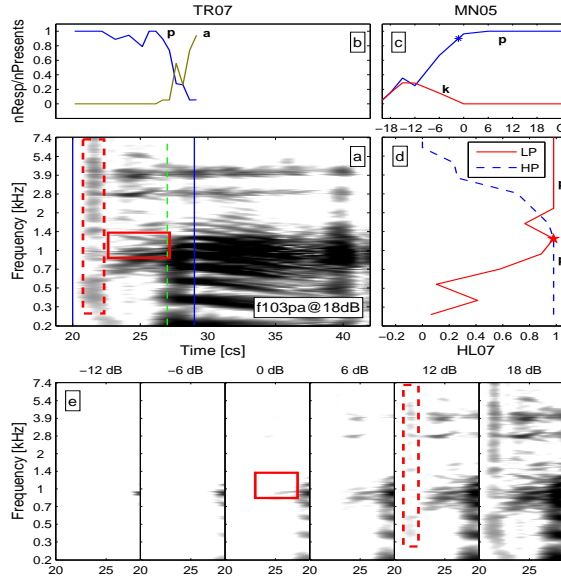 TR07 MN05
nResp/nPresents
1
0.8
0.6
0.4
0.2
0
p a
b
p
k
c
−18 −12 −6 0 6 12 18
Frequency [kHz]
7.4
5.4
3.9
2.8
2
1.4
1
0.7
0.5
0.3
0.2
a
f103pa@18dB
20 25 30 35 40
Time [cs]
d
LP
HP
−0.2 0 0.2 0.4 0.6 0.8 1
HL07
−12 dB −6 dB 0 dB 6 dB 12 dB 18 dB
e
Frequency [kHz]
7.4
5.4
3.9
2.8
2
1.4
1
0.7
0.5
0.3
0.2
20 25 20 25 20 25 20 25 20 25 20 25